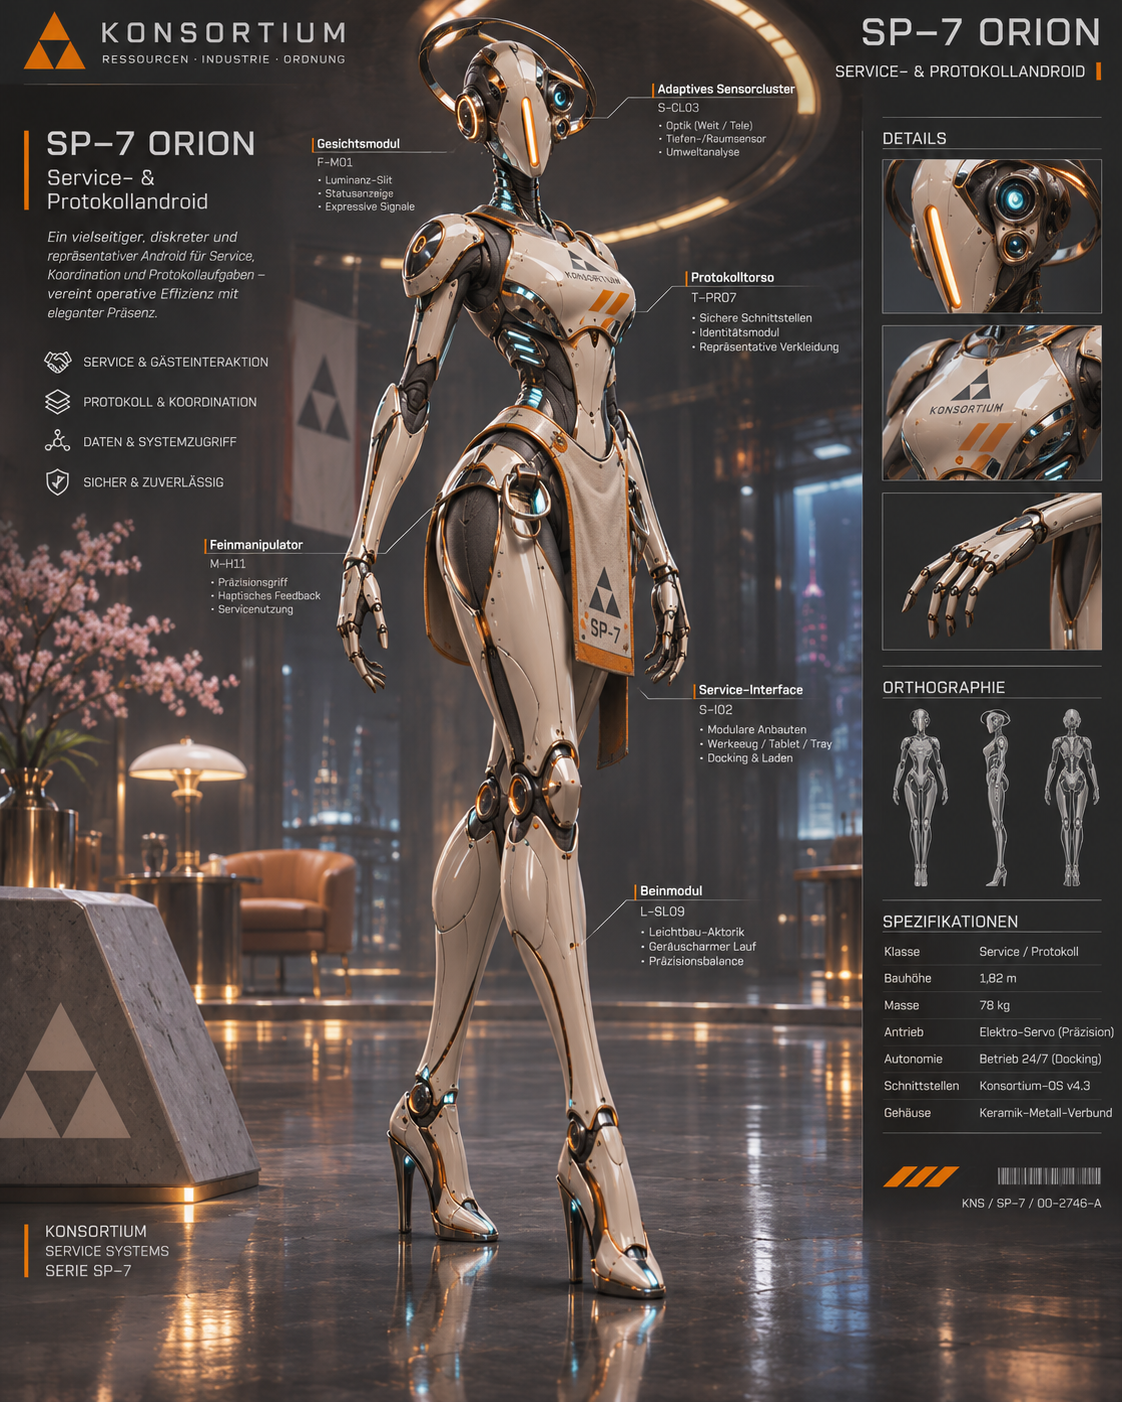 KONSORTIUM
RESSOURCEN · INDUSTRIE · ORDNUNG
SP–7 ORION
SERVICE– & PROTOKOLLANDROID
SP–7 ORION
Service– &
Protokollandroid
Ein vielseitiger, diskreter und
repräsentativer Android für Service,
Koordination und Protokollaufgaben –
vereint operative Effizienz mit
eleganter Präsenz.
SERVICE & GÄSTEINTERAKTION
PROTOKOLL & KOORDINATION
DATEN & SYSTEMZUGRIFF
SICHER & ZUVERLÄSSIG
Gesichtsmodul
F–M01
• Luminanz–Slit
• Statusanzeige
• Expressive Signale
Adaptives Sensorcluster
S–CL03
• Optik (Weit / Tele)
• Tiefen–/Raumsensor
• Umweltanalyse
KONSORTIUM
Protokolltorso
T–PR07
• Sichere Schnittstellen
• Identitätsmodul
• Repräsentative Verkleidung
Feinmanipulator
M–H11
• Präzisionsgriff
• Haptisches Feedback
• Servicenutzung
SP–7
Service–Interface
S–I02
• Modulare Anbauten
• Werkeeug / Tablet / Tray
• Docking & Laden
Beinmodul
L–SL09
• Leichtbau–Aktorik
• Geräuscharmer Lauf
• Präzisionsbalance
DETAILS
KONSORTIUM
ORTHOGRAPHIE
SPEZIFIKATIONEN
Klasse Service / Protokoll
Bauhöhe 1,82 m
Masse 78 kg
Antrieb Elektro–Servo (Präzision)
Autonomie Betrieb 24/7 (Docking)
Schnittstellen Konsortium–OS v4.3
Gehäuse Keramik–Metall–Verbund
KNS / SP–7 / 00–2746–A
KONSORTIUM
SERVICE SYSTEMS
SERIE SP–7